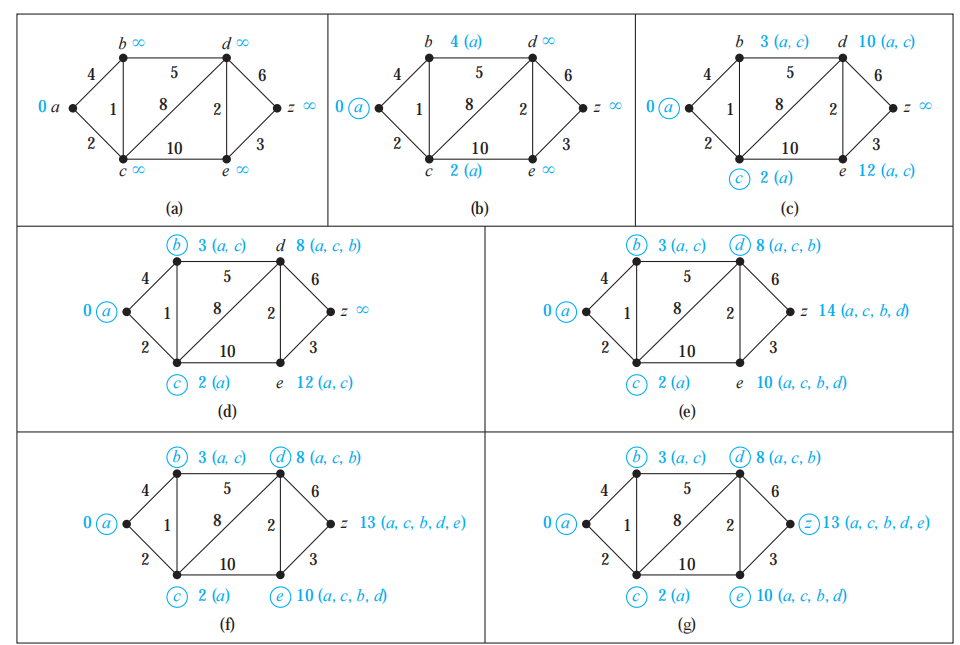 b ∞ d ∞
4 5 6
0 a 1 8 2 z ∞
2 10 3
c ∞ e ∞
(a)
b 4 (a) d ∞
4 5 6
0 a 1 8 2 z ∞
2 10 3
c 2 (a) e ∞
(b)
b 3 (a, c) d 10 (a, c)
4 5 6
0 a 1 8 2 z ∞
2 10 3
c 2 (a) e 12 (a, c)
(c)
b 3 (a, c) d 8 (a, c, b)
4 5 6
0 a 1 8 2 z ∞
2 10 3
c 2 (a) e 12 (a, c)
(d)
b 3 (a, c) d 8 (a, c, b)
4 5 6
0 a 1 8 2 z 14 (a, c, b, d)
2 10 3
c 2 (a) e 10 (a, c, b, d)
(e)
b 3 (a, c) d 8 (a, c, b)
4 5 6
0 a 1 8 2 z 13 (a, c, b, d, e)
2 10 3
c 2 (a) e 10 (a, c, b, d)
(f)
b 3 (a, c) d 8 (a, c, b)
4 5 6
0 a 1 8 2 z 13 (a, c, b, d, e)
2 10 3
c 2 (a) e 10 (a, c, b, d)
(g)